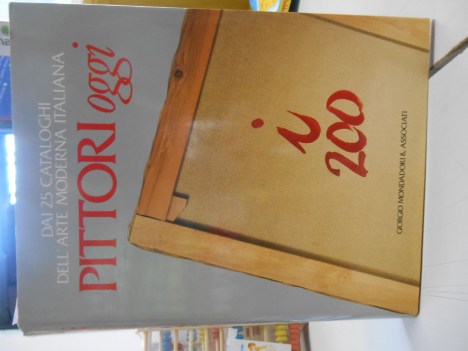 DAI 25 CATALOGHI
DELL'ARTE MODERNA ITALIANA
PITTORI oggi
i
200
GIORGIO MONDADORI & ASSOCIATI